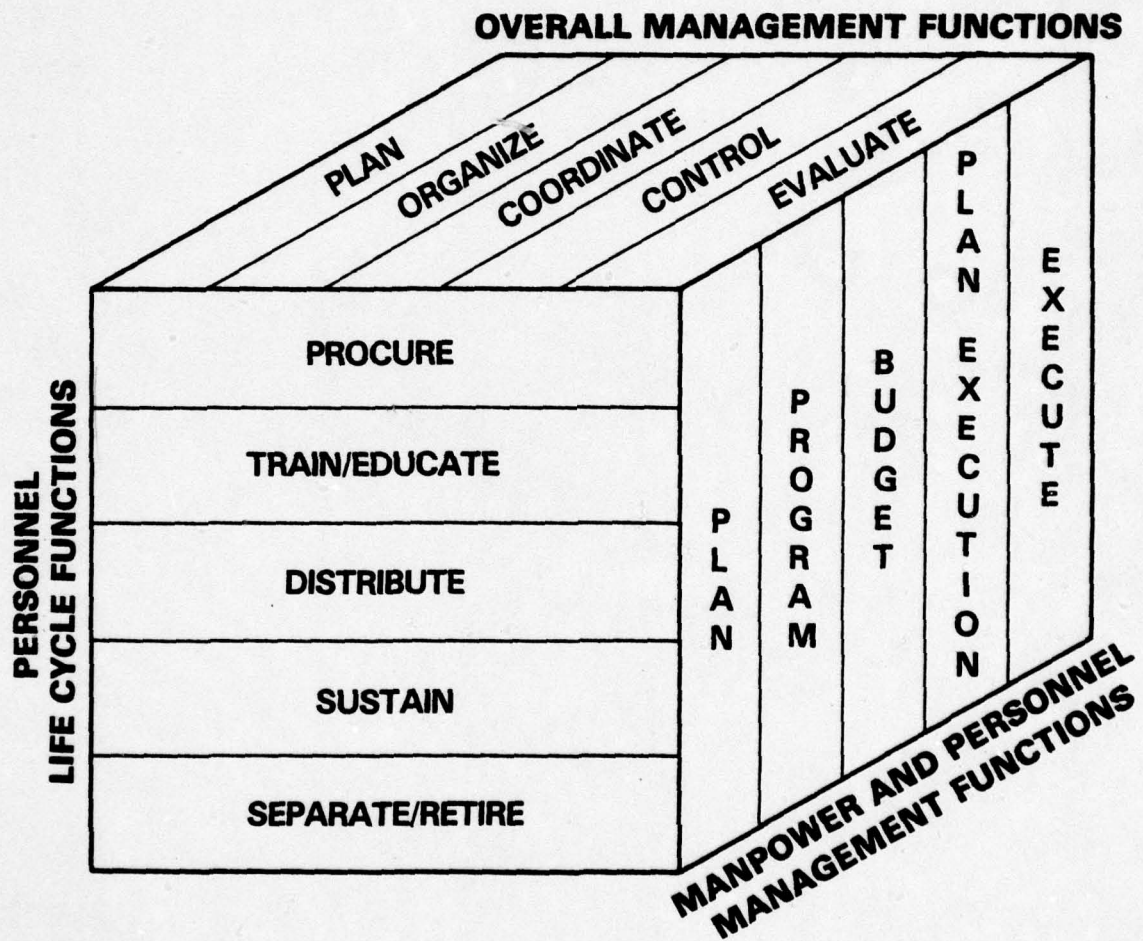 OVERALL MANAGEMENT FUNCTIONS
PLAN
ORGANIZE
COORDINATE
CONTROL
EVALUATE
PERSONNEL
LIFE CYCLE FUNCTIONS
PROCURE
TRAIN/EDUCATE
DISTRIBUTE
SUSTAIN
SEPARATE/RETIRE
PLAN
PROGRAM
BUDGET
PLAN EXECUTION
EXECUTE
MANPOWER AND PERSONNEL
MANAGEMENT FUNCTIONS